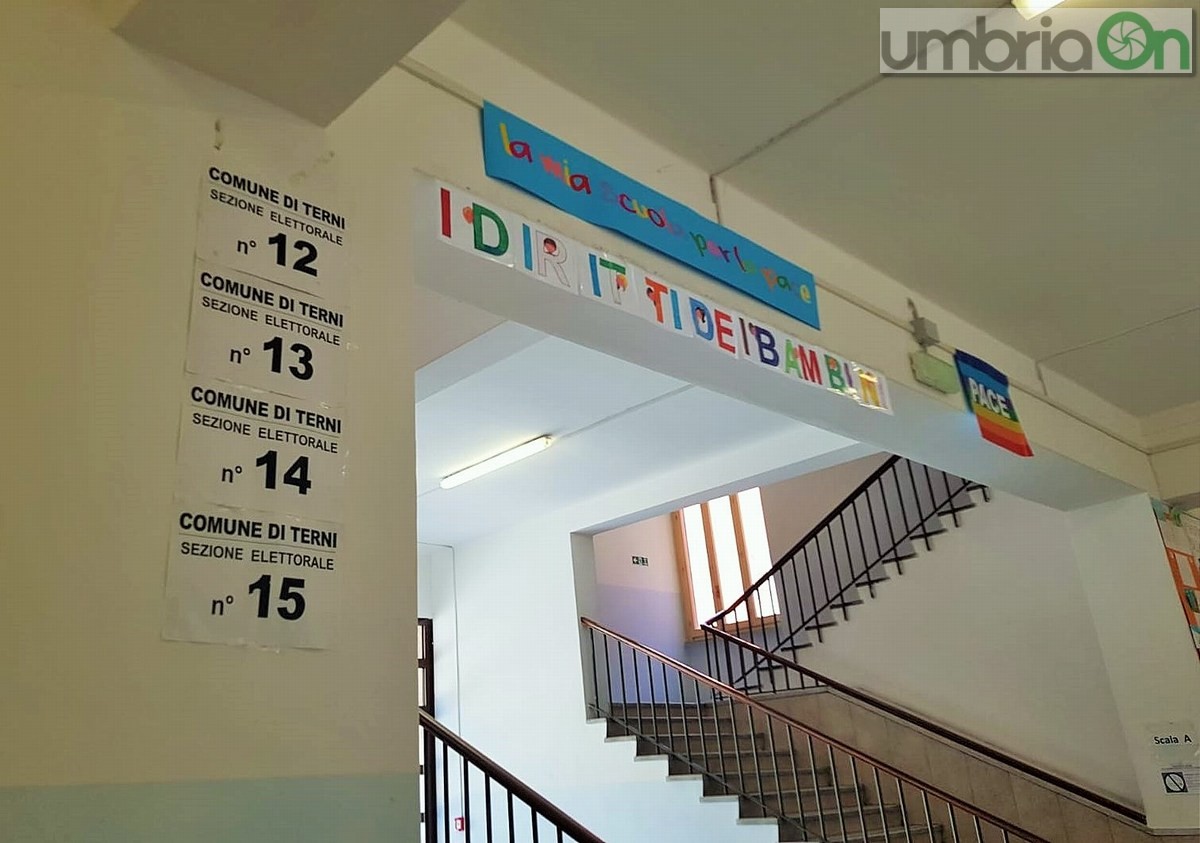 umbriaOn
la mia scuola per la pace
I DIRITTI DEI BAMBIN
PACE
COMUNE DI TERNI
SEZIONE ELETTORALE
n° 12
COMUNE DI TERNI
SEZIONE ELETTORALE
n° 13
COMUNE DI TERNI
SEZIONE ELETTORALE
n° 14
COMUNE DI TERNI
SEZIONE ELETTORALE
n° 15
Scala A